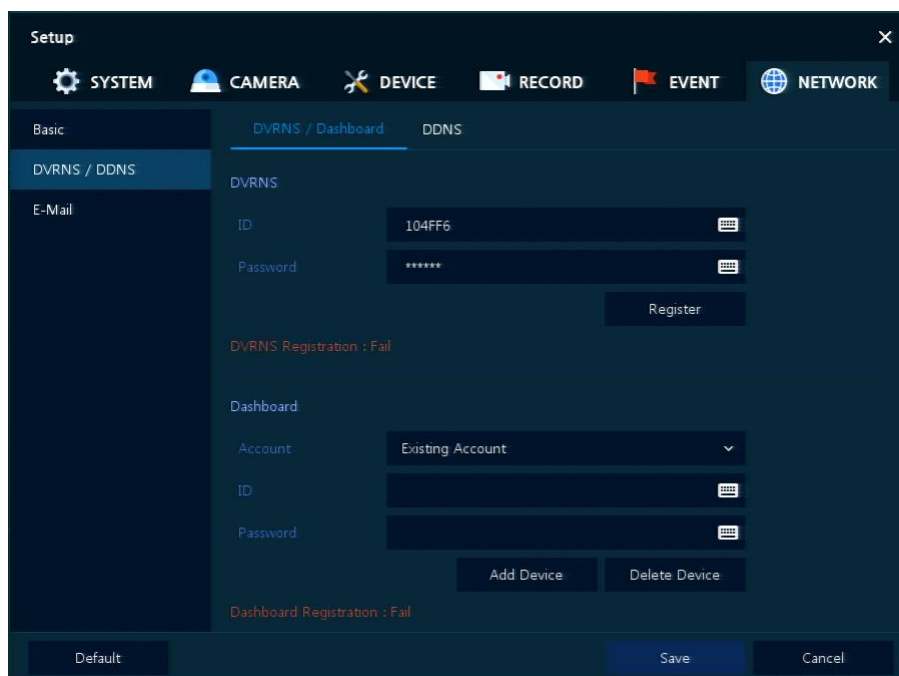 Setup
SYSTEM CAMERA DEVICE RECORD EVENT NETWORK
Basic
DVRNS / DDNS
E-Mail
DVRNS / Dashboard DDNS
DVRNS
ID 104FF6
Password ******
Register
DVRNS Registration : Fail
Dashboard
Account Existing Account
ID
Password
Add Device Delete Device
Dashboard Registration : Fail
Default Save Cancel